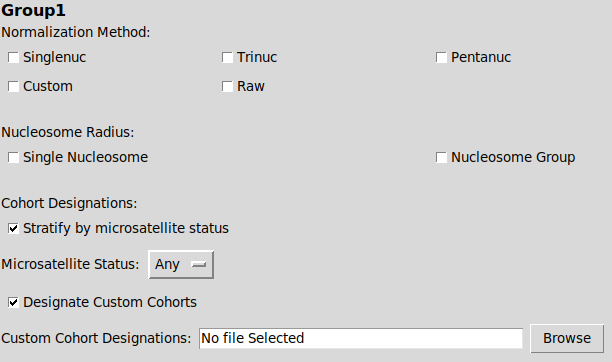 Group1
Normalization Method:
Singlenuc Trinuc Pentanuc
Custom Raw
Nucleosome Radius:
Single Nucleosome Nucleosome Group
Cohort Designations:
Stratify by microsatellite status
Microsatellite Status: Any
Designate Custom Cohorts
Custom Cohort Designations: No file Selected Browse